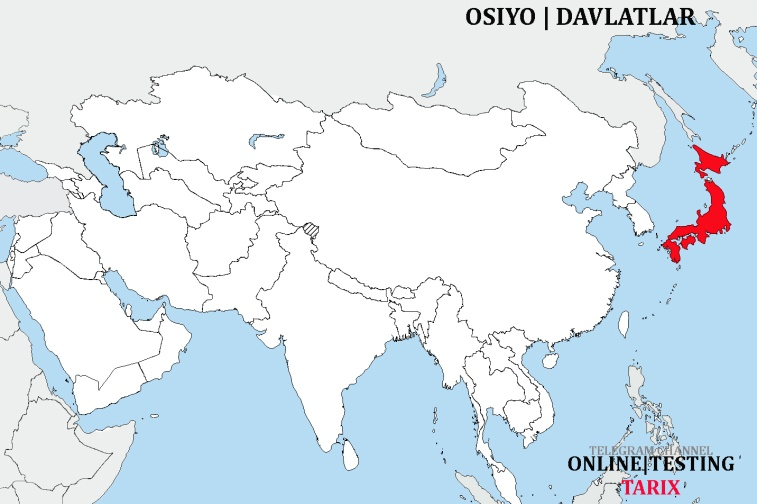 OSIYO | DAVLATLAR
TELEGRAM CHANNEL
ONLINE|TESTING
TARIX